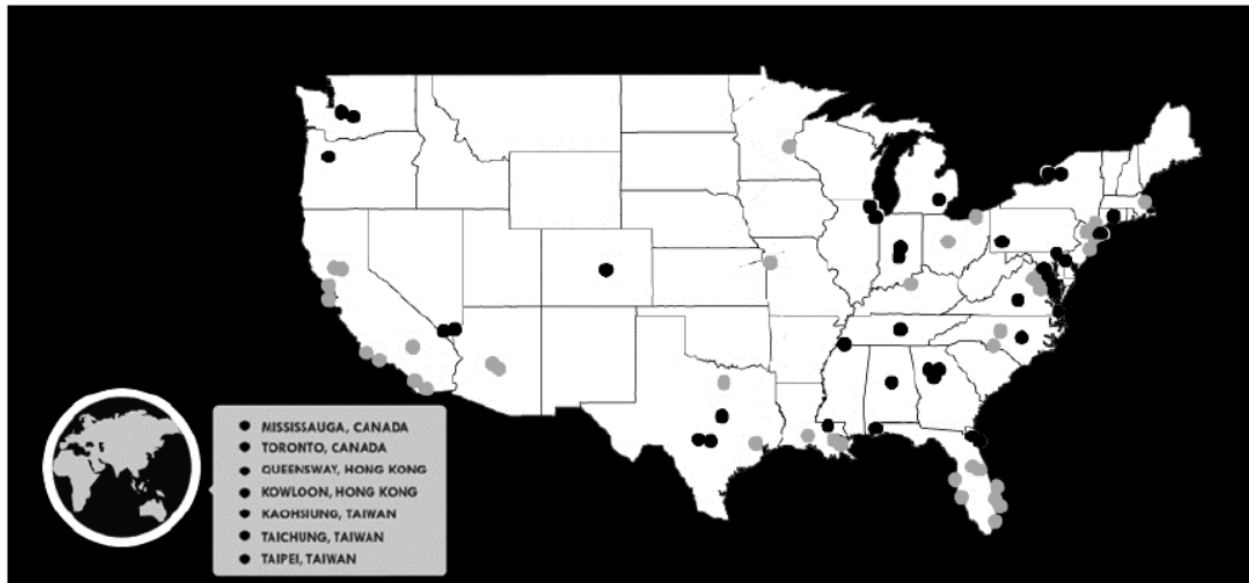 MISSISSAUGA, CANADA
TORONTO, CANADA
QUEENSWAY, HONG KONG
KOWLOON, HONG KONG
KAOHSIUNG, TAIWAN
TAICHUNG, TAIWAN
TAIPEI, TAIWAN